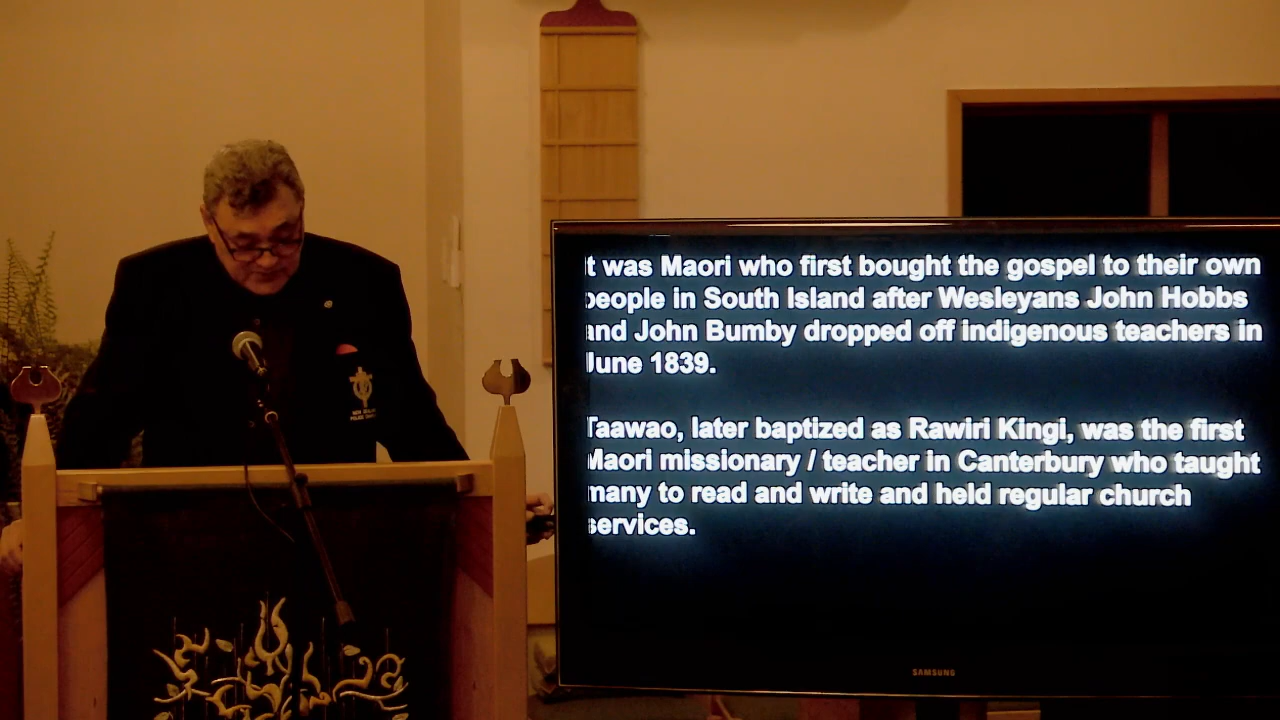 It was Maori who first bought the gospel to their own
people in South Island after Wesleyans John Hobbs
and John Bumby dropped off indigenous teachers in
June 1839.
Taawao, later baptized as Rawiri Kingi, was the first
Maori missionary / teacher in Canterbury who taught
many to read and write and held regular church
services.
SAMSUNG